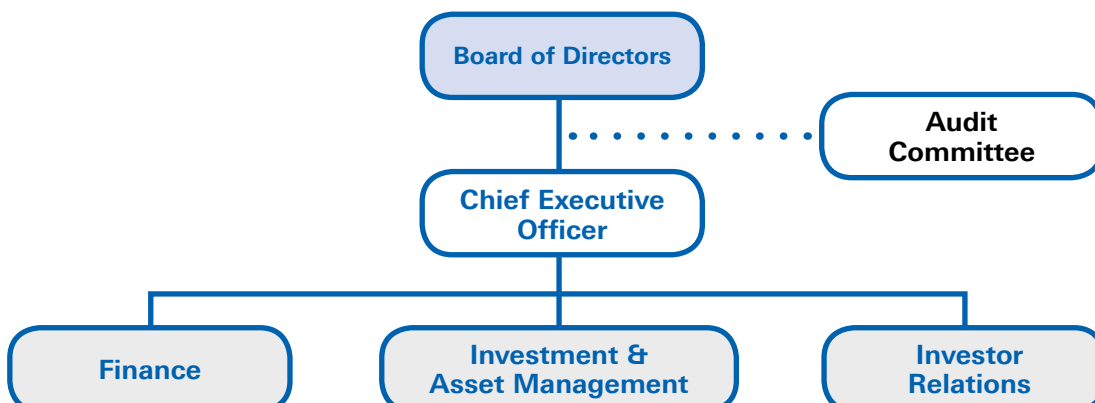 Board of Directors
Audit
Committee
Chief Executive
Officer
Finance
Investment &
Asset Management
Investor
Relations